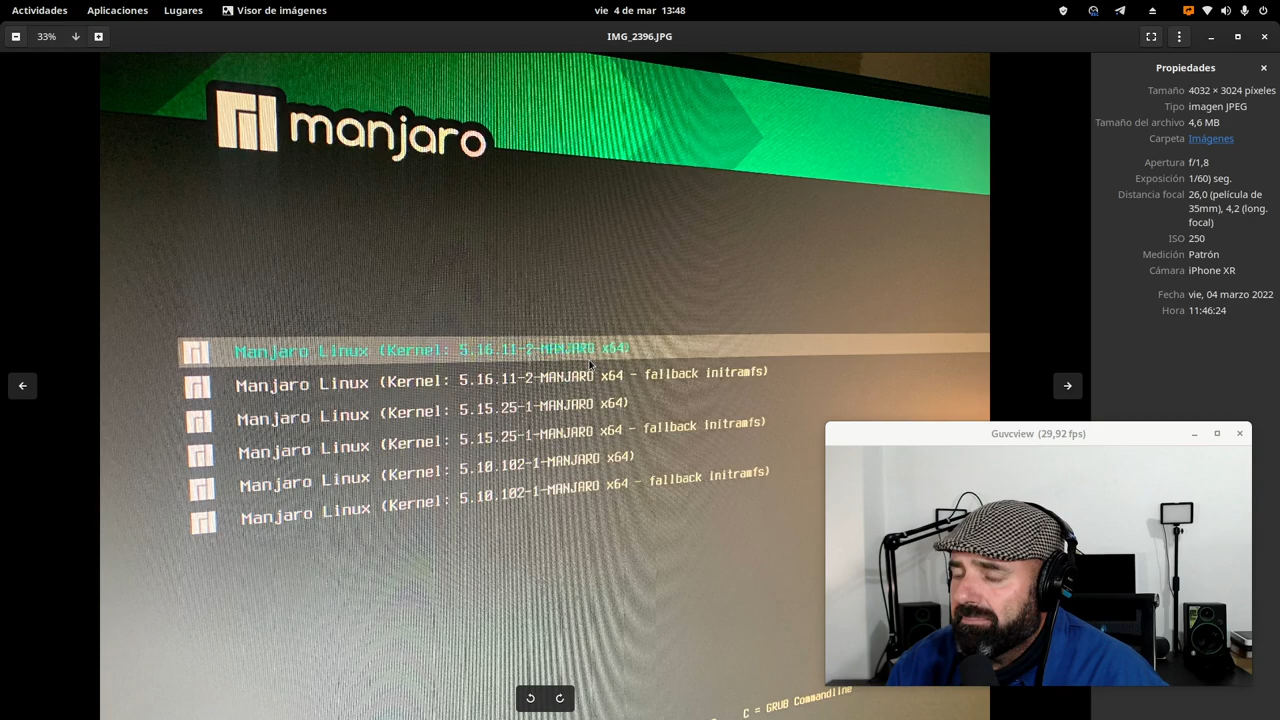 Actividades Aplicaciones Lugares Visor de imágenes vie 4 de mar 13:48
33% IMG_2396.JPG
manjaro
Manjaro Linux (Kernel: 5.16.11-2-MANJARO x64)
Manjaro Linux (Kernel: 5.16.11-2-MANJARO x64 - fallback initramfs)
Manjaro Linux (Kernel: 5.15.25-1-MANJARO x64)
Manjaro Linux (Kernel: 5.15.25-1-MANJARO x64 - fallback initramfs)
Manjaro Linux (Kernel: 5.10.102-1-MANJARO x64)
Manjaro Linux (Kernel: 5.10.102-1-MANJARO x64 - fallback initramfs)
C = GRUB Commandline
Propiedades
Tamaño 4032 × 3024 píxeles
Tipo imagen JPEG
Tamaño del archivo 4,6 MB
Carpeta Imágenes
Apertura f/1,8
Exposición 1/60) seg.
Distancia focal 26,0 (película de
35mm), 4,2 (long.
focal)
ISO 250
Medición Patrón
Cámara iPhone XR
Fecha vie, 04 marzo 2022
Hora 11:46:24
Guvcview (29,92 fps)